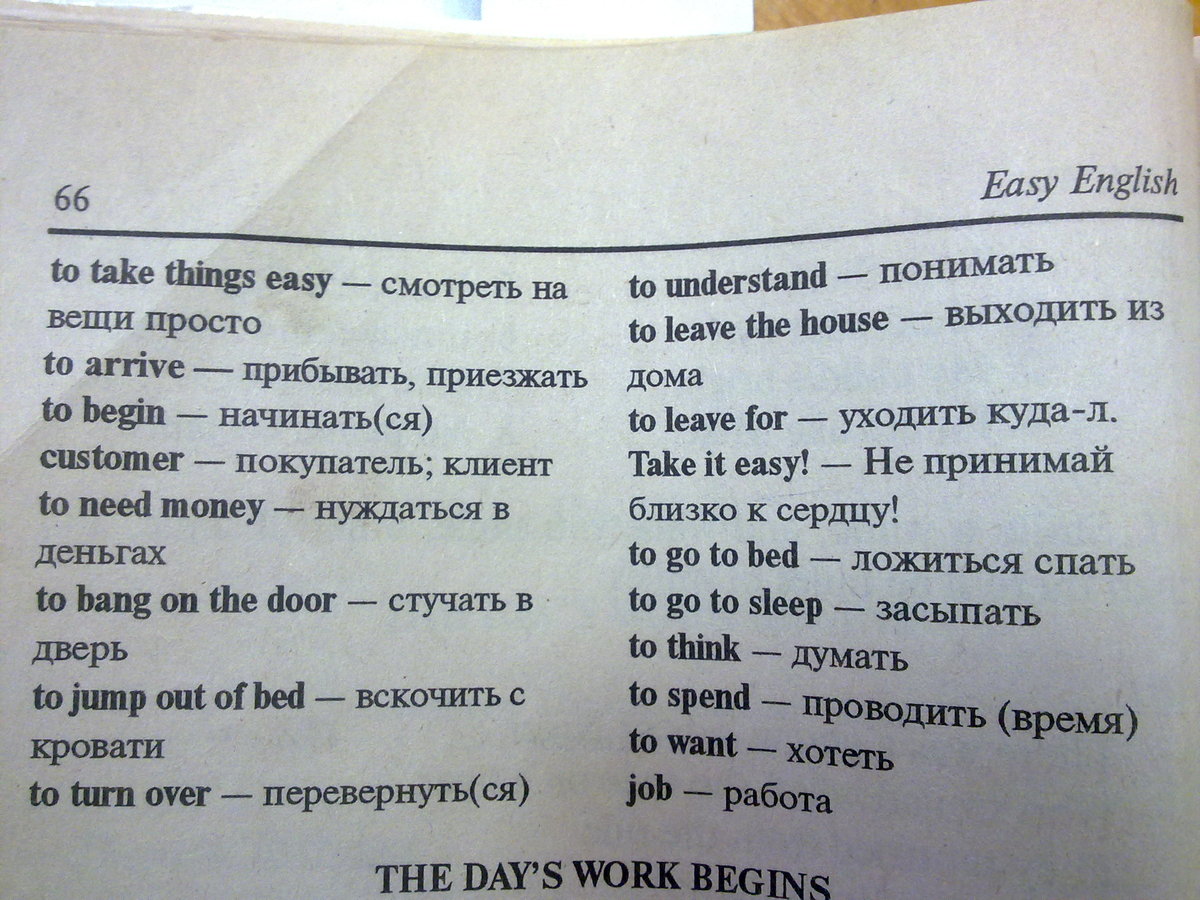 66
Easy English
to take things easy — смотреть на
вещи просто
to arrive — прибывать, приезжать
to begin — начинать(ся)
customer — покупатель; клиент
to need money — нуждаться в
деньгах
to bang on the door — стучать в
дверь
to jump out of bed — вскочить с
кровати
to turn over — перевернуть(ся)
to understand — понимать
to leave the house — выходить из
дома
to leave for — уходить куда-л.
Take it easy! — Не принимай
близко к сердцу!
to go to bed — ложиться спать
to go to sleep — засыпать
to think — думать
to spend — проводить (время)
to want — хотеть
job — работа
THE DAY'S WORK BEGINS